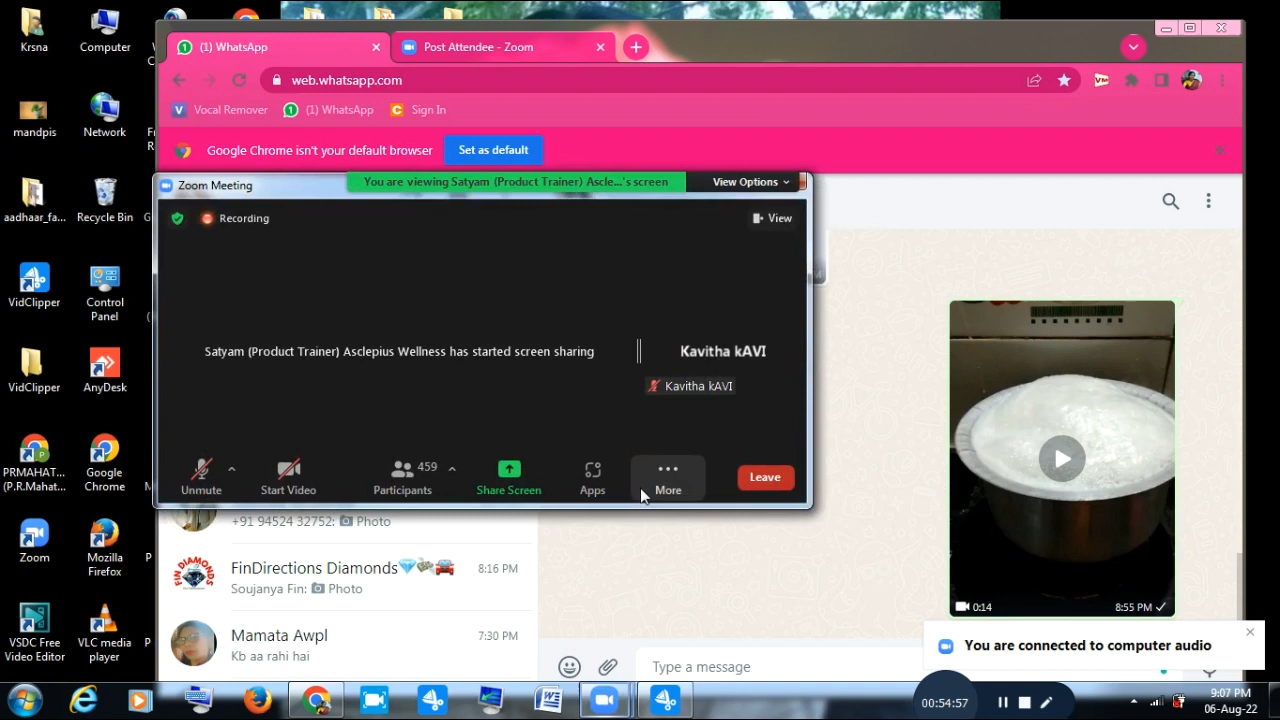 Krsna
Computer
mandpis
Network
aadhaar_fa...
Recycle Bin
VidClipper
Control
Panel
VidClipper
AnyDesk
PRMAHAT...
(P.R.Mahat...
Google
Chrome
Zoom
Mozilla
Firefox
VSDC Free
Video Editor
VLC media
player
(1) WhatsApp
Post Attendee - Zoom
web.whatsapp.com
Vocal Remover
(1) WhatsApp
Sign In
Google Chrome isn't your default browser
Set as default
Zoom Meeting
You are viewing Satyam (Product Trainer) Ascle...'s screen
View Options
Recording
View
Satyam (Product Trainer) Asclepius Wellness has started screen sharing
Kavitha kAVI
Kavitha kAVI
Unmute
Start Video
459
Participants
Share Screen
Apps
More
Leave
+91 94524 32752: Photo
FinDirections Diamonds💎💸🚘
8:16 PM
Soujanya Fin: Photo
Mamata Awpl
7:30 PM
Kb aa rahi hai
0:14
8:55 PM
You are connected to computer audio
Type a message
00:54:57
9:07 PM
06-Aug-22